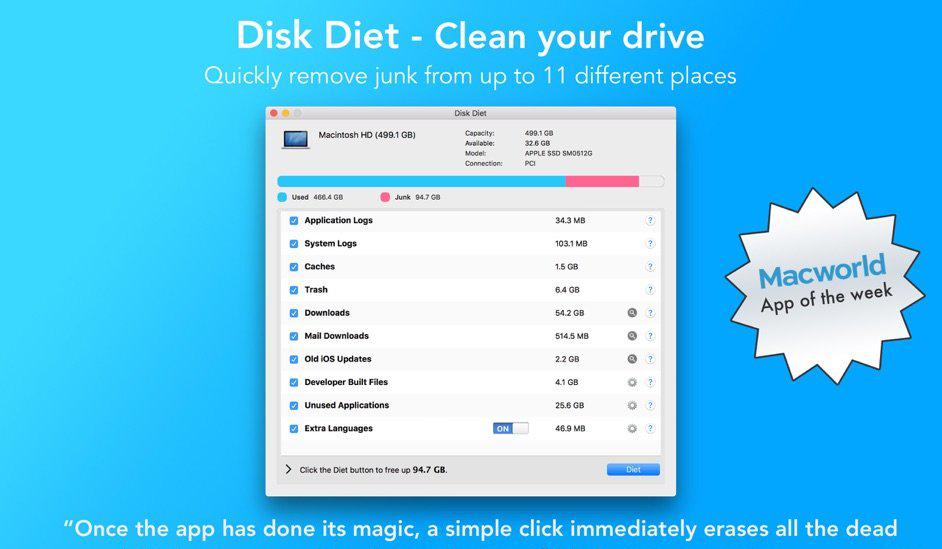 Disk Diet - Clean your drive
Quickly remove junk from up to 11 different places
Disk Diet
Macintosh HD (499.1 GB)
Capacity: 499.1 GB
Available: 32.6 GB
Model: APPLE SSD SM0512G
Connection: PCI
Used 466.4 GB Junk 94.7 GB
Application Logs 34.3 MB ?
System Logs 103.1 MB ?
Caches 1.5 GB ?
Trash 6.4 GB ?
Downloads 54.2 GB ?
Mail Downloads 514.5 MB ?
Old iOS Updates 2.2 GB ?
Developer Built Files 4.1 GB ?
Unused Applications 25.6 GB ?
Extra Languages ON 46.9 MB ?
Click the Diet button to free up 94.7 GB. Diet
Macworld
App of the week
“Once the app has done its magic, a simple click immediately erases all the dead